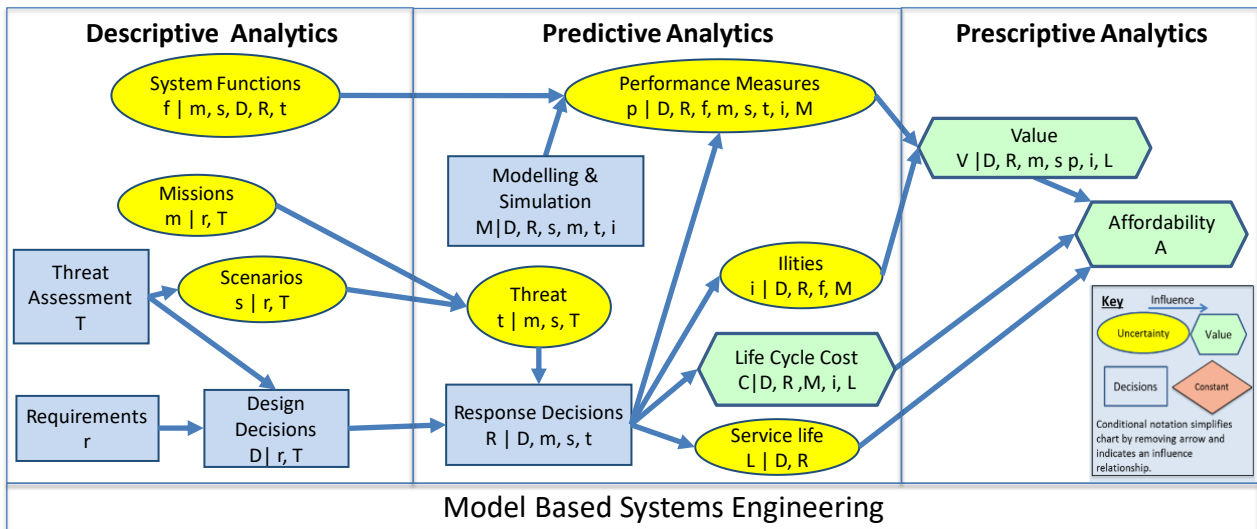 Descriptive Analytics
System Functions
f | m, s, D, R, t
Missions
m | r, T
Threat
Assessment
T
Scenarios
s | r, T
Requirements
r
Design
Decisions
D| r, T
Predictive Analytics
Performance Measures
p | D, R, f, m, s, t, i, M
Modelling &
Simulation
M|D, R, s, m, t, i
Threat
t | m, s, T
Ilities
i | D, R, f, M
Life Cycle Cost
C|D, R ,M, i, L
Response Decisions
R | D, m, s, t
Service life
L | D, R
Prescriptive Analytics
Value
V |D, R, m, s p, i, L
Affordability
A
Key
Influence
Uncertainty
Value
Decisions
Constant
Conditional notation simplifies
chart by removing arrow and
indicates an influence
relationship.
Model Based Systems Engineering